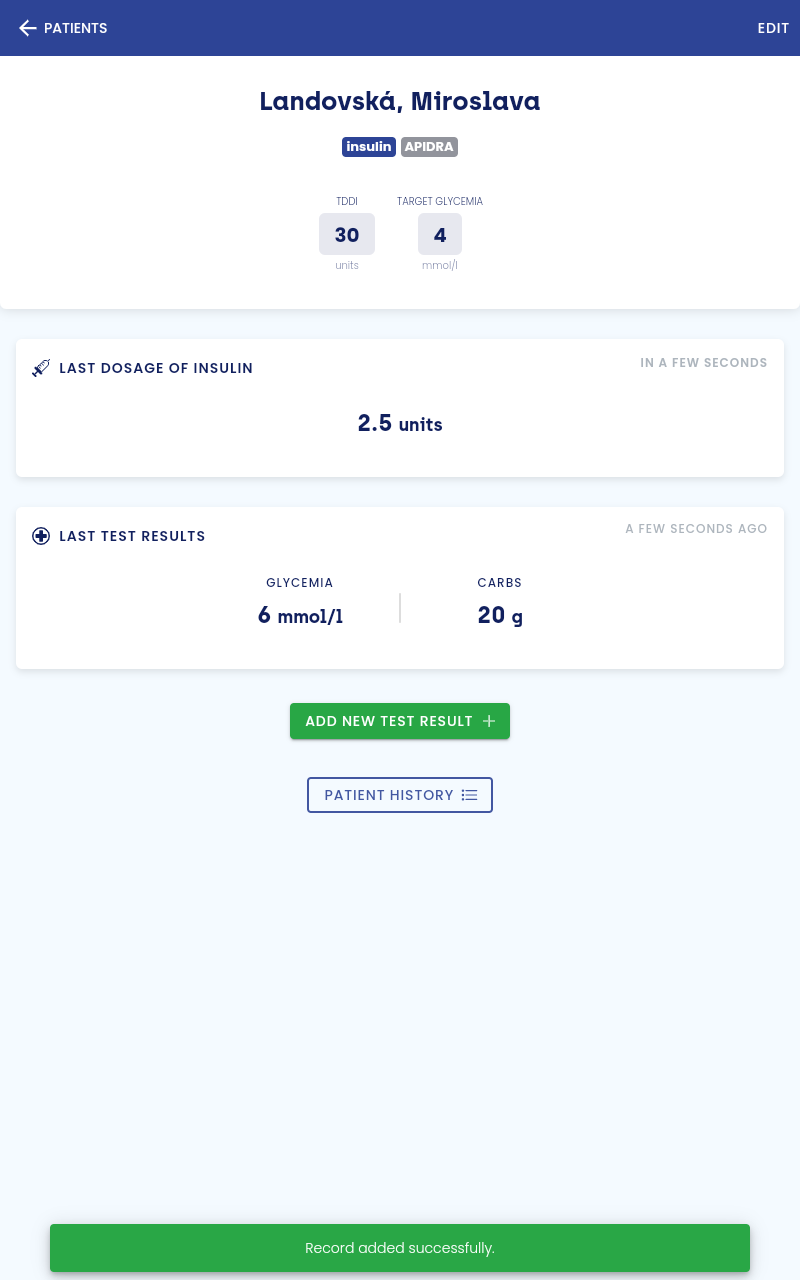 PATIENTS EDIT
Landovská, Miroslava
insulin APIDRA
TDDI TARGET GLYCEMIA
30 4
units mmol/l
LAST DOSAGE OF INSULIN IN A FEW SECONDS
2.5 units
LAST TEST RESULTS A FEW SECONDS AGO
GLYCEMIA CARBS
6 mmol/l 20 g
ADD NEW TEST RESULT
PATIENT HISTORY
Record added successfully.